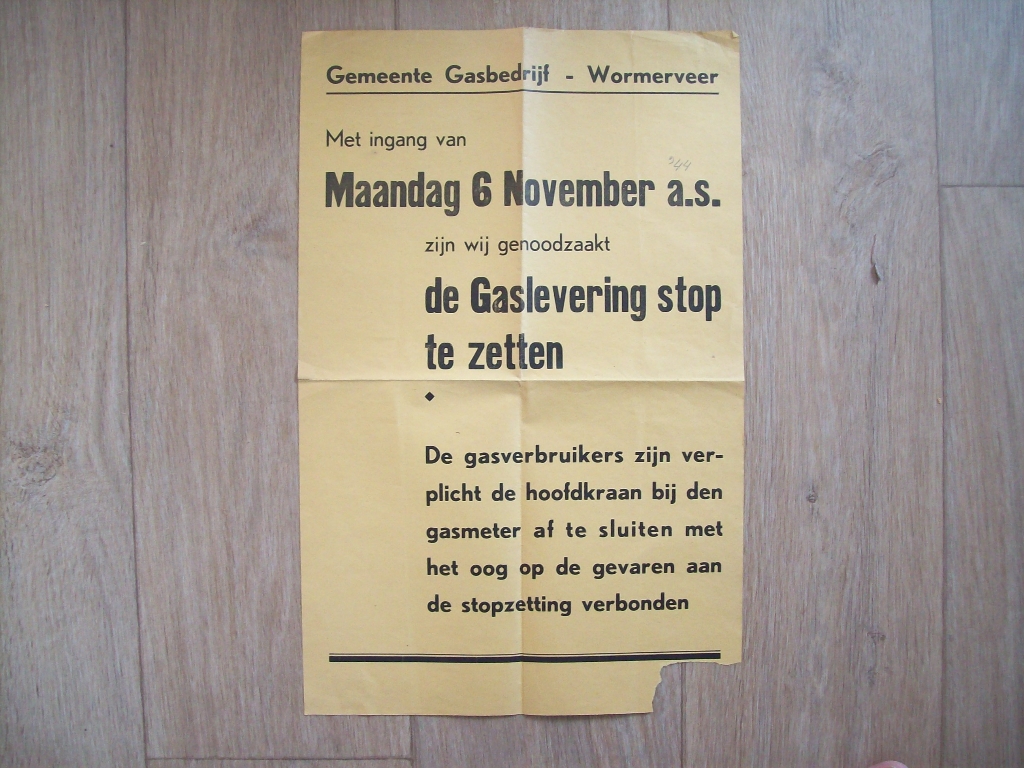 Gemeente Gasbedrijf - Wormerveer
Met ingang van
'44
Maandag 6 November a.s.
zijn wij genoodzaakt
de Gaslevering stop
te zetten
De gasverbruikers zijn ver-
plicht de hoofdkraan bij den
gasmeter af te sluiten met
het oog op de gevaren aan
de stopzetting verbonden